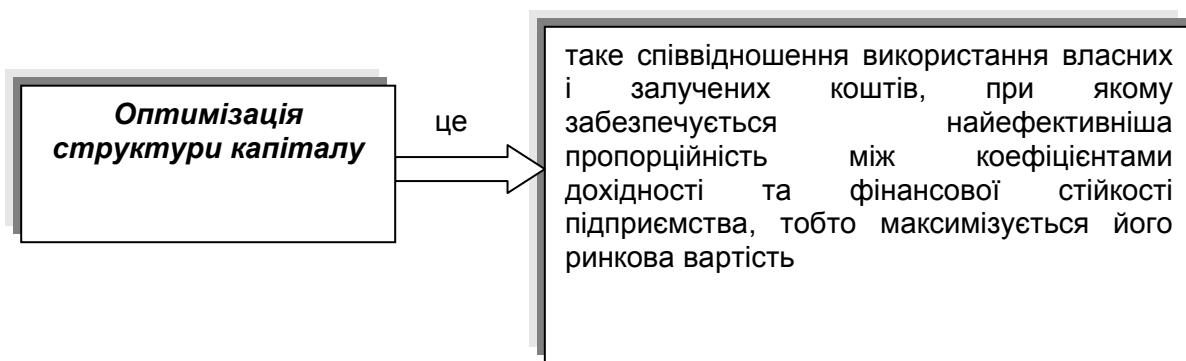 Оптимізація
структури капіталу
це
таке співвідношення використання власних
і залучених коштів, при якому
забезпечується найефективніша
пропорційність між коефіцієнтами
дохідності та фінансової стійкості
підприємства, тобто максимізується його
ринкова вартість